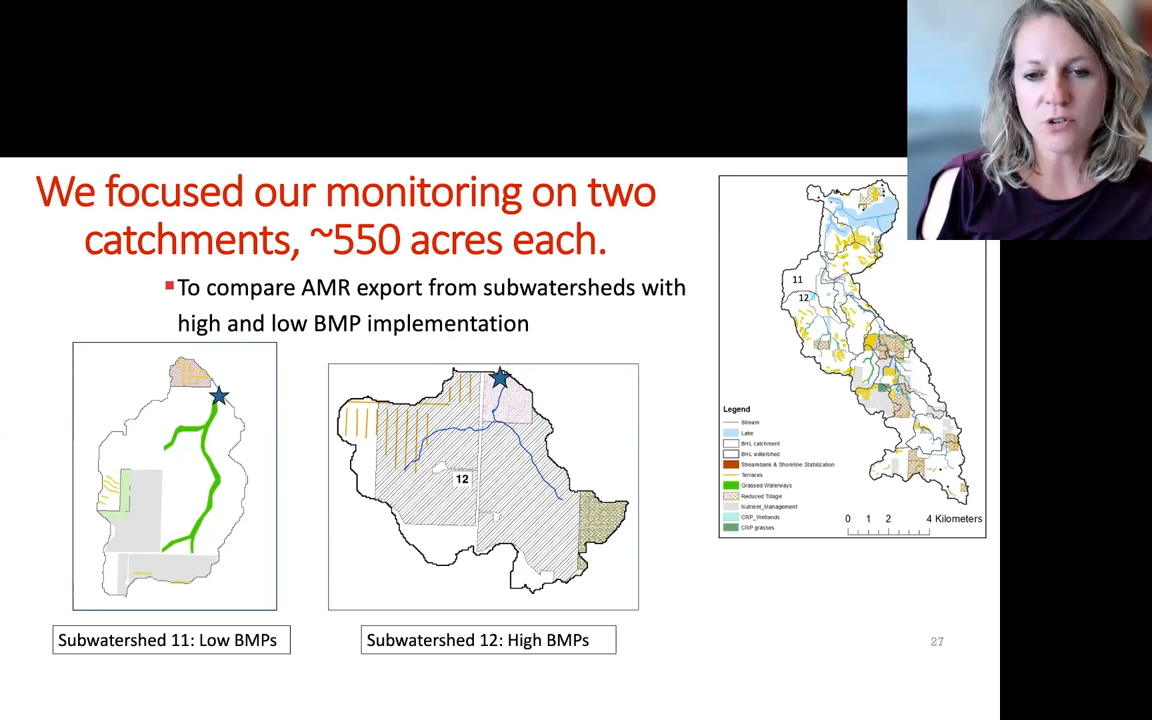 We focused our monitoring on two
catchments, ~550 acres each.
▪To compare AMR export from subwatersheds with
high and low BMP implementation
12
Subwatershed 11: Low BMPs
Subwatershed 12: High BMPs
11
12
Legend
Stream
Lake
BHL catchment
BHL watershed
Streambank & Shoreline Stabilization
Terraces
Grassed Waterways
Reduced Tillage
Nutrient_Management
CRP_Wetlands
CRP grasses
0 1 2 4 Kilometers
27